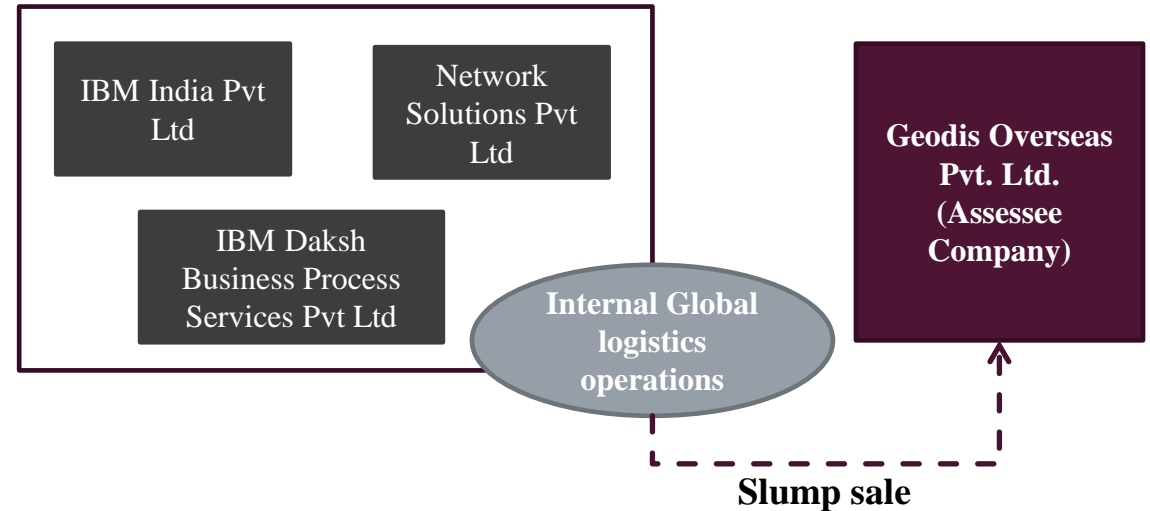 IBM India Pvt
Ltd
Network
Solutions Pvt
Ltd
IBM Daksh
Business Process
Services Pvt Ltd
Internal Global
logistics
operations
Geodis Overseas
Pvt. Ltd.
(Assessee
Company)
Slump sale